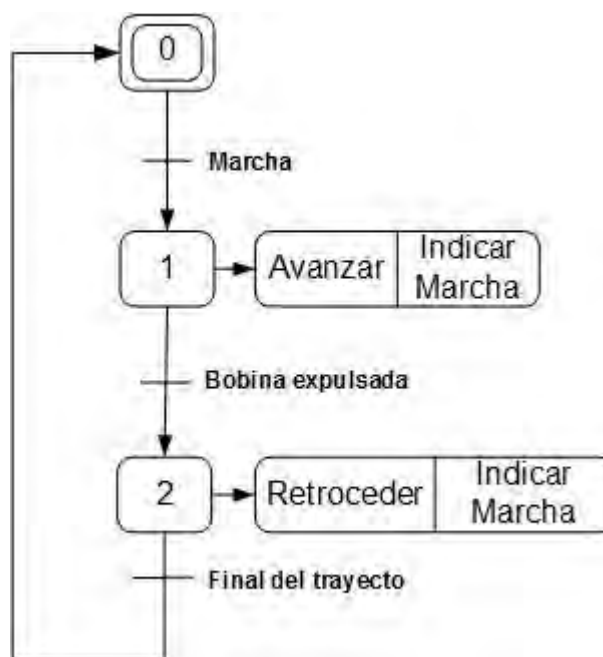 0
Marcha
1
Avanzar
Indicar
Marcha
Bobina expulsada
2
Retroceder
Indicar
Marcha
Final del trayecto